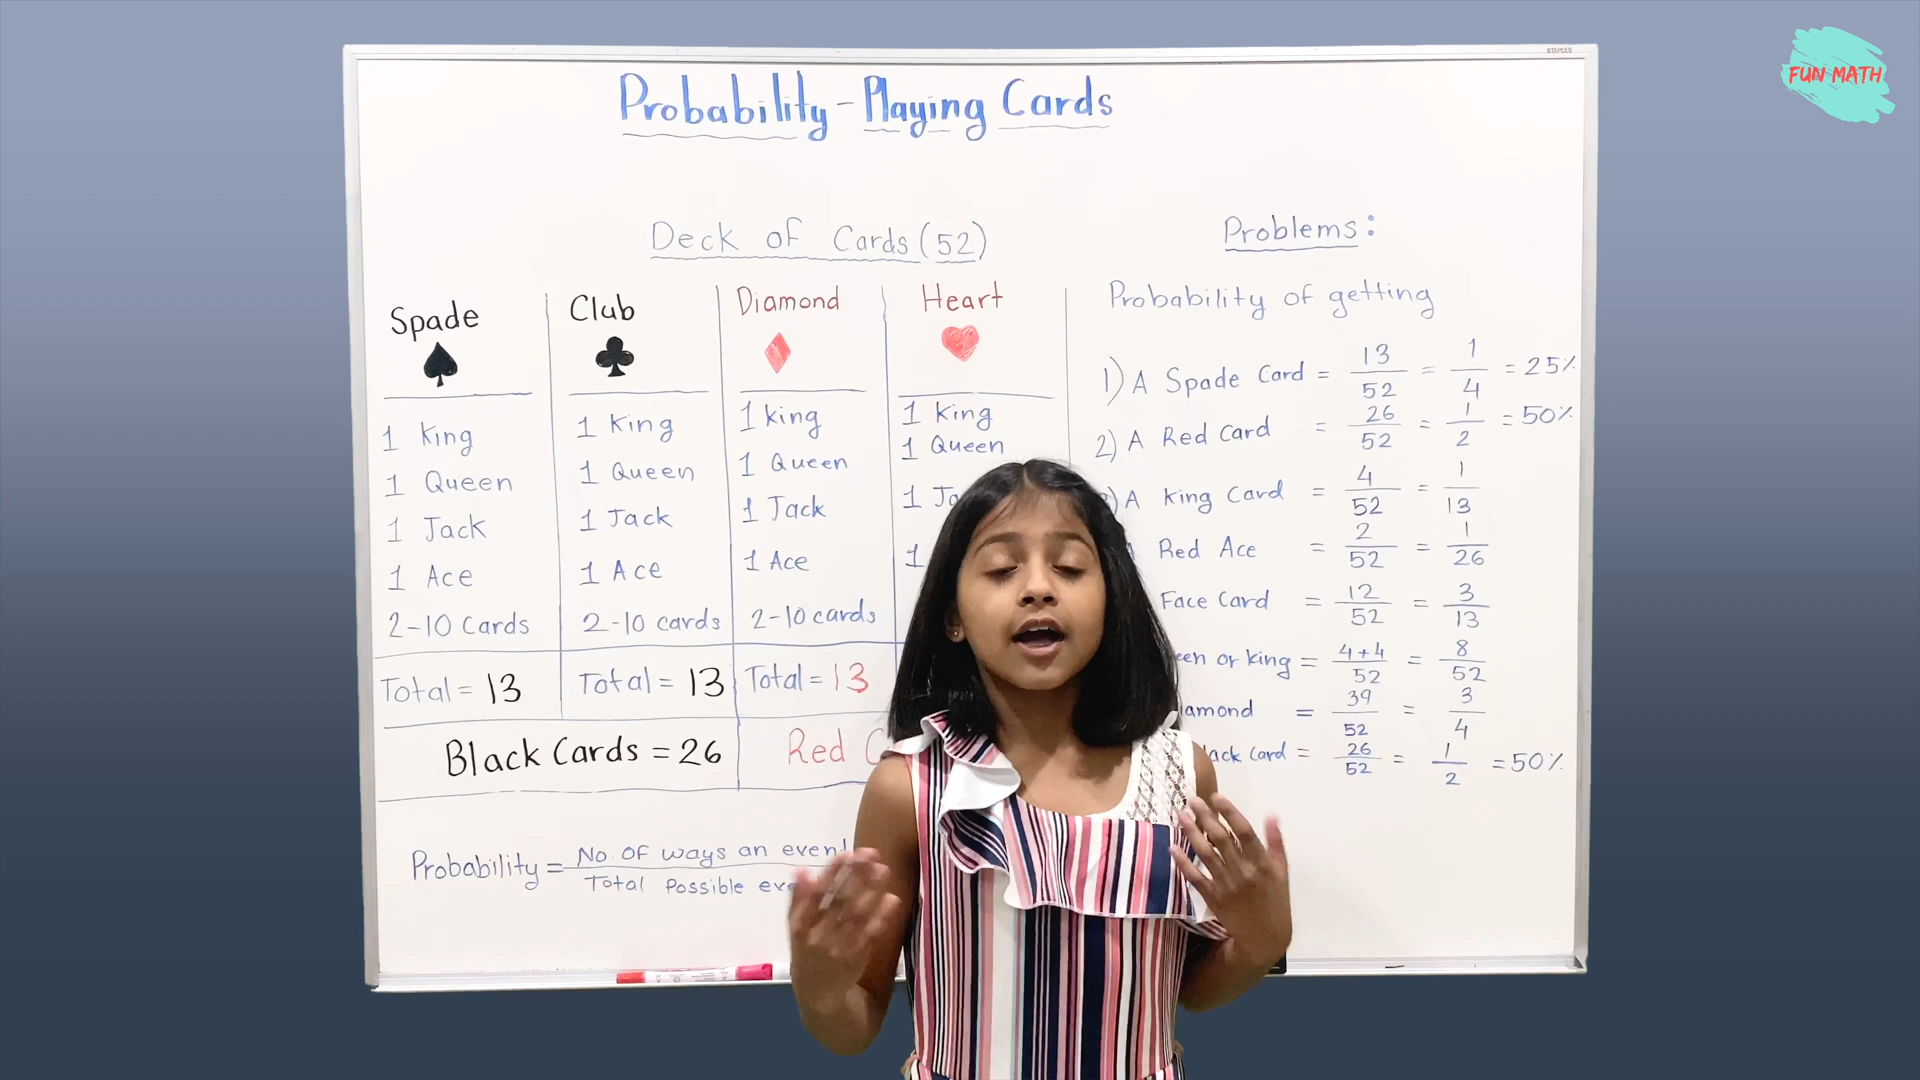 STAPLES
FUN MATH
Probability - Playing Cards
Deck of Cards (52)
Spade
1 King
1 Queen
1 Jack
1 Ace
2-10 Cards
Total = 13
Club
1 King
1 Queen
1 Jack
1 Ace
2-10 cards
Total = 13
Diamond
1 king
1 Queen
1 Jack
1 Ace
2-10 cards
Total = 13
Heart
1 King
1 Queen
1
1
Black Cards = 26
Red
Probability = No. of ways an event
Total possible
Problems:
Probability of getting
1) A Spade Card = 13/52 = 1/4 = 25%
2) A Red Card = 26/52 = 1/2 = 50%
A King Card = 4/52 = 1/13
Red Ace = 2/52 = 1/26
Face Card = 12/52 = 3/13
or king = 4+4/52 = 8/52
= 39/52 = 3/4
card = 26/52 = 1/2 = 50%